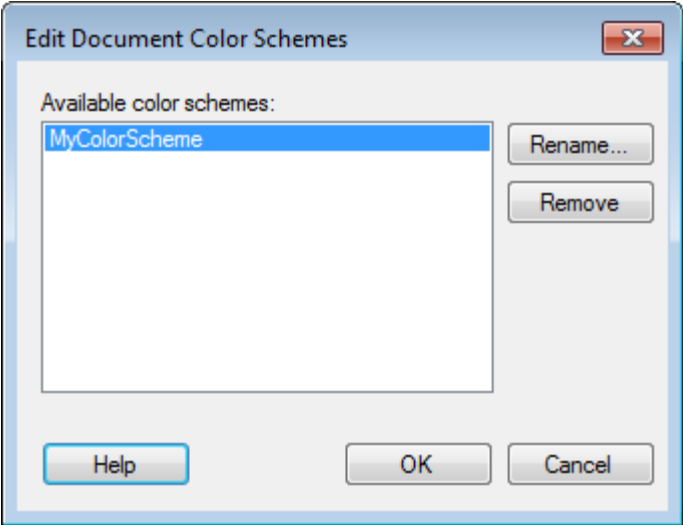 Edit Document Color Schemes
Available color schemes:
MyColorScheme
Rename...
Remove
Help
OK
Cancel